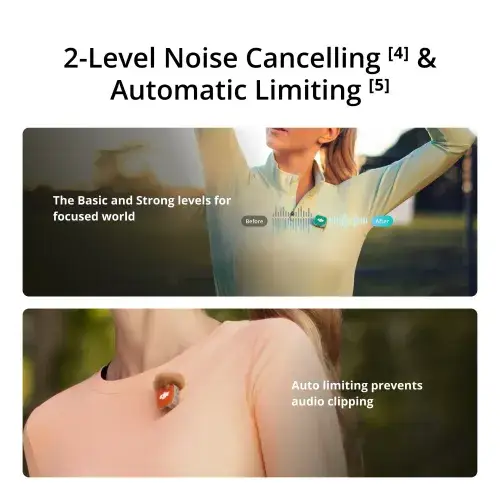 2-Level Noise Cancelling [4] &
Automatic Limiting [5]
The Basic and Strong levels for
focused world
Before
After
Auto limiting prevents
audio clipping